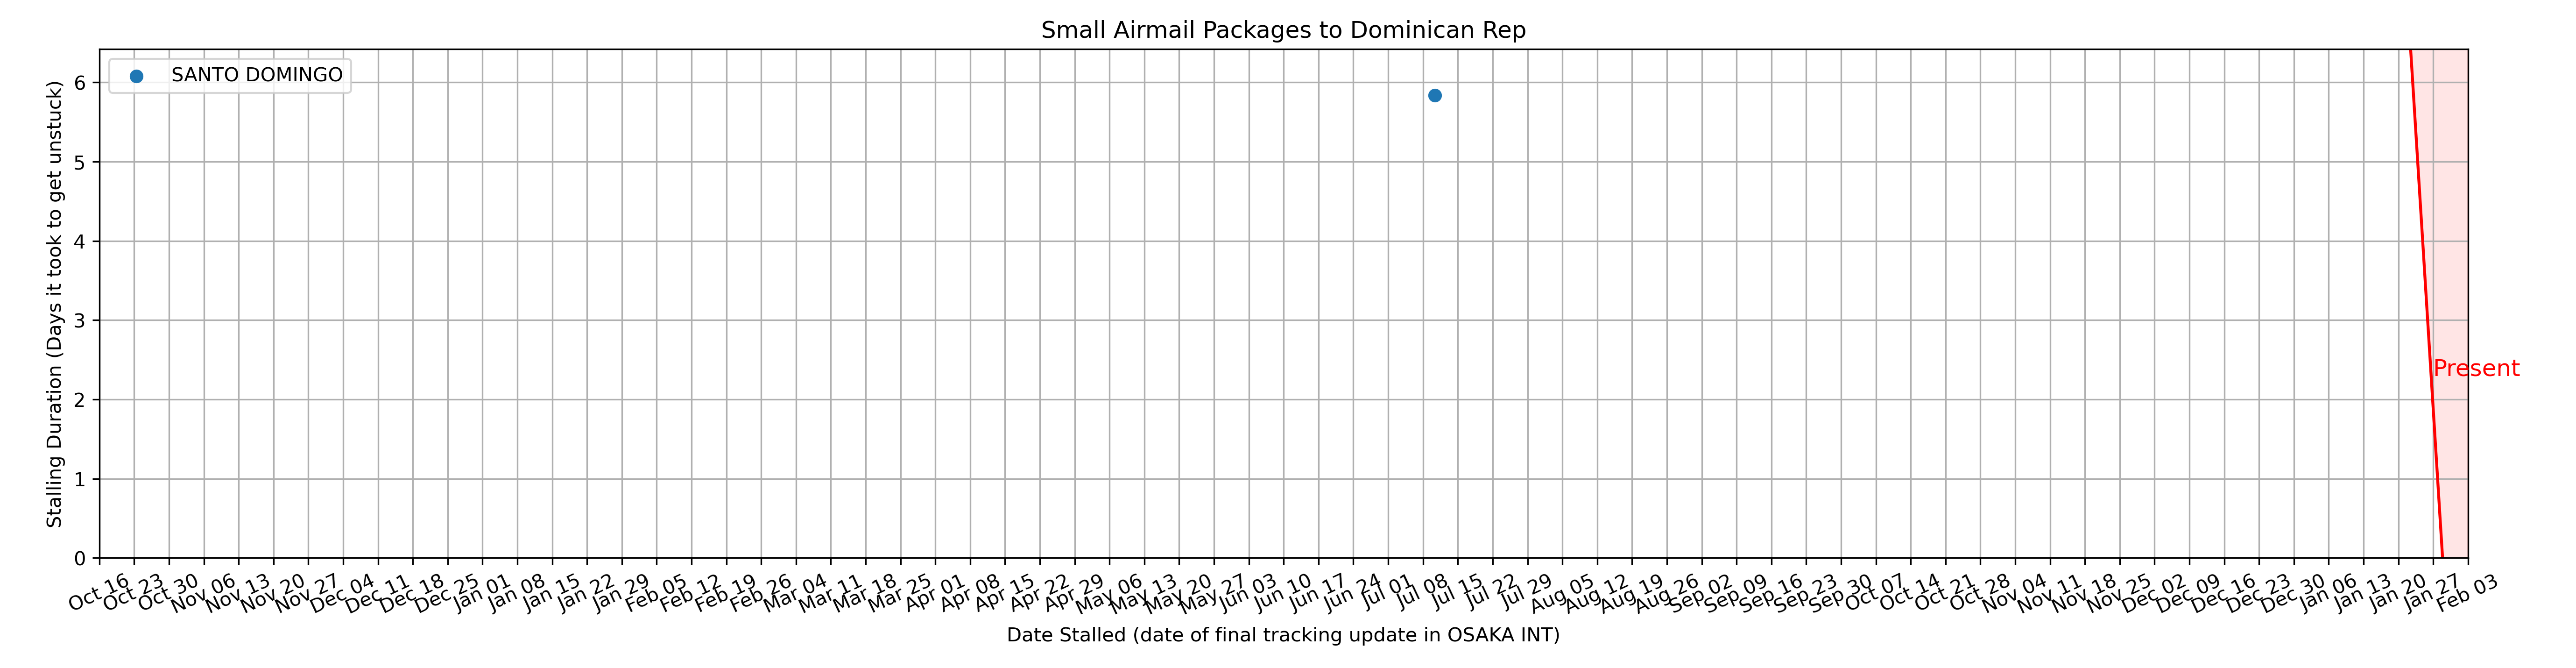 Small Airmail Packages to Dominican Rep
SANTO DOMINGO
Stalling Duration (Days it took to get unstuck)
6
5
4
3
2
1
0
Present
Oct 16
Oct 23
Oct 30
Nov 06
Nov 13
Nov 20
Nov 27
Dec 04
Dec 11
Dec 18
Dec 25
Jan 01
Jan 08
Jan 15
Jan 22
Jan 29
Feb 05
Feb 12
Feb 19
Feb 26
Mar 04
Mar 11
Mar 18
Mar 25
Apr 01
Apr 08
Apr 15
Apr 22
Apr 29
May 06
May 13
May 20
May 27
Jun 03
Jun 10
Jun 17
Jun 24
Jul 01
Jul 08
Jul 15
Jul 22
Jul 29
Aug 05
Aug 12
Aug 19
Aug 26
Sep 02
Sep 09
Sep 16
Sep 23
Sep 30
Oct 07
Oct 14
Oct 21
Oct 28
Nov 04
Nov 11
Nov 18
Nov 25
Dec 02
Dec 09
Dec 16
Dec 23
Dec 30
Jan 06
Jan 13
Jan 20
Jan 27
Feb 03
Date Stalled (date of final tracking update in OSAKA INT)